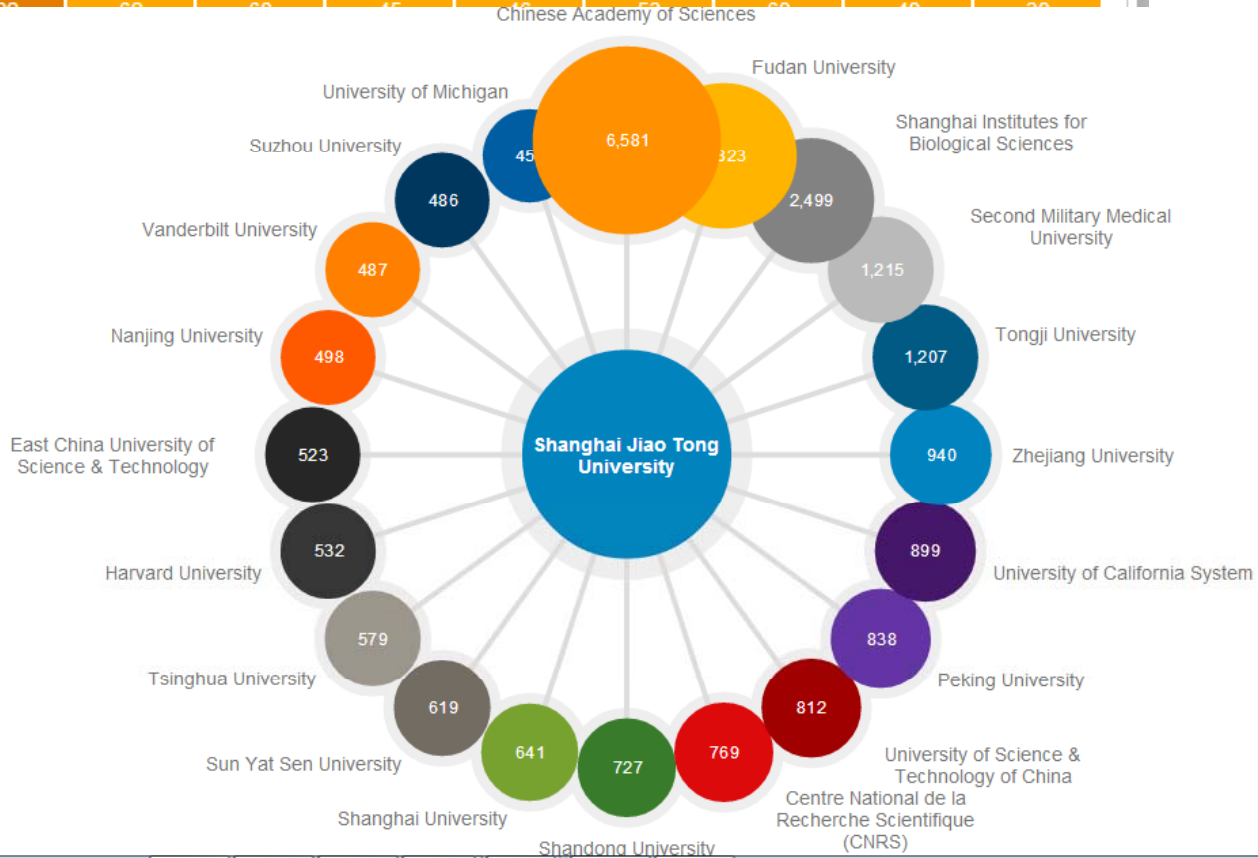 Chinese Academy of Sciences
Fudan University
University of Michigan
Shanghai Institutes for
Biological Sciences
6,581
2,499
Suzhou University
486
Second Military Medical
University
Vanderbilt University
487
1,215
Nanjing University
498
1,207
Tongji University
East China University of
Science & Technology
523
Shanghai Jiao Tong
University
940
Zhejiang University
532
899
Harvard University
University of California System
579
838
Tsinghua University
Peking University
619
812
Sun Yat Sen University
641
727
769
University of Science &
Technology of China
Shanghai University
Centre National de la
Recherche Scientifique
(CNRS)
Shandong University